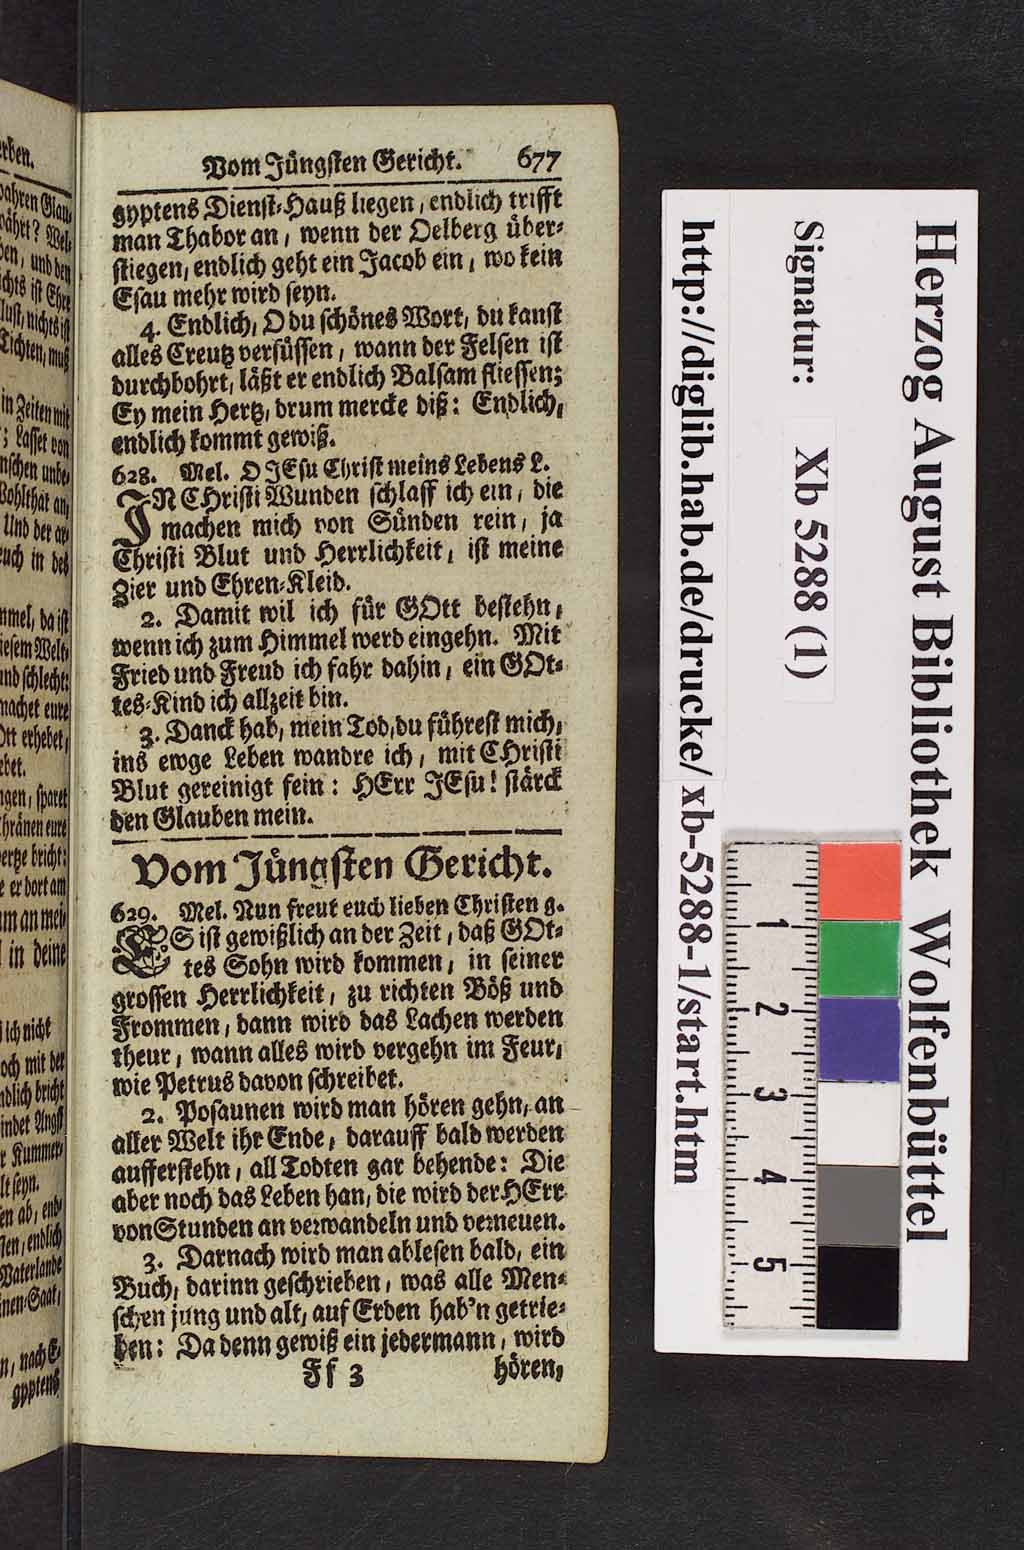 Vom Jüngsten Gericht. 677
gyptens Dienst-Hauß liegen, endlich trifft
man Thabor an, wenn der Oelberg über-
stiegen, endlich geht ein Jacob ein, wo kein
Esau mehr wird seyn.
4. Endlich, O du schönes Wort, du kanst
alles Creutz versüssen, wann der Felsen ist
durchbohrt, läßt er endlich Balsam fliessen;
Ey mein Hertz, drum mercke diß: Endlich,
endlich kommt gewiß.
628. Mel. O JEsu Christ meins Lebens L.
JN CHristi Wunden schlaff ich ein, die
machen mich von Sünden rein, ja
Christi Blut und Herrlichkeit, ist meine
Zier und Ehren-Kleid.
2. Damit wil ich für GOtt bestehn,
wenn ich zum Himmel werd eingehn. Mit
Fried und Freud ich fahr dahin, ein GOt-
tes-Kind ich allzeit bin.
3. Danck hab, mein Tod, du führest mich,
ins ewge Leben wandre ich, mit CHristi
Blut gereinigt fein: HErr JEsu! stärck
den Glauben mein.
Vom Jüngsten Gericht.
629. Mel. Nun freut euch lieben Christen g.
ES ist gewißlich an der Zeit, daß GOt-
tes Sohn wird kommen, in seiner
grossen Herrlichkeit, zu richten Böß und
Frommen, dann wird das Lachen werden
theur, wann alles wird vergehn im Feur,
wie Petrus davon schreibet.
2. Posaunen wird man hören gehn, an
aller Welt ihr Ende, darauff bald werden
aufferstehn, all Todten gar behende: Die
aber noch das Leben han, die wird der HErr
von Stunden an verwandeln und verneuen.
3. Darnach wird man ablesen bald, ein
Buch, darinn geschrieben, was alle Men-
schen jung und alt, auf Erden hab'n getrie-
ben: Da denn gewiß ein jedermann, wird
Ff 3 hören,
Herzog August Bibliothek Wolfenbüttel
Signatur: Xb 5288 (1)
http://diglib.hab.de/drucke/xb-5288-1/start.htm
1
2
3
4
5